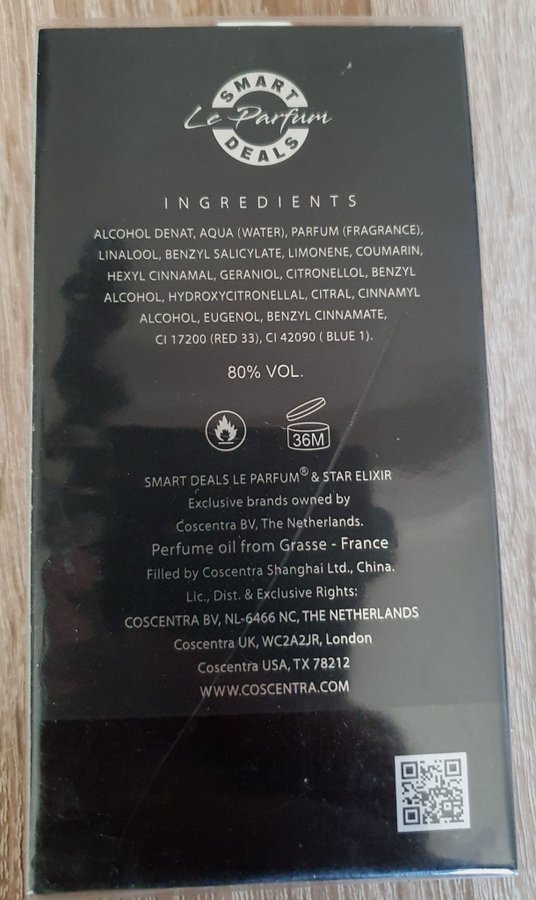 SMART
Le Parfum
DEALS
INGREDIENTS
ALCOHOL DENAT, AQUA (WATER), PARFUM (FRAGRANCE),
LINALOOL, BENZYL SALICYLATE, LIMONENE, COUMARIN,
HEXYL CINNAMAL, GERANIOL, CITRONELLOL, BENZYL
ALCOHOL, HYDROXYCITRONELLAL, CITRAL, CINNAMYL
ALCOHOL, EUGENOL, BENZYL CINNAMATE,
CI 17200 (RED 33), CI 42090 ( BLUE 1).
80% VOL.
36M
SMART DEALS LE PARFUM® & STAR ELIXIR
Exclusive brands owned by
Coscentra BV, The Netherlands.
Perfume oil from Grasse - France
Filled by Coscentra Shanghai Ltd., China.
Lic., Dist. & Exclusive Rights:
COSCENTRA BV, NL-6466 NC, THE NETHERLANDS
Coscentra UK, WC2A2JR, London
Coscentra USA, TX 78212
WWW.COSCENTRA.COM